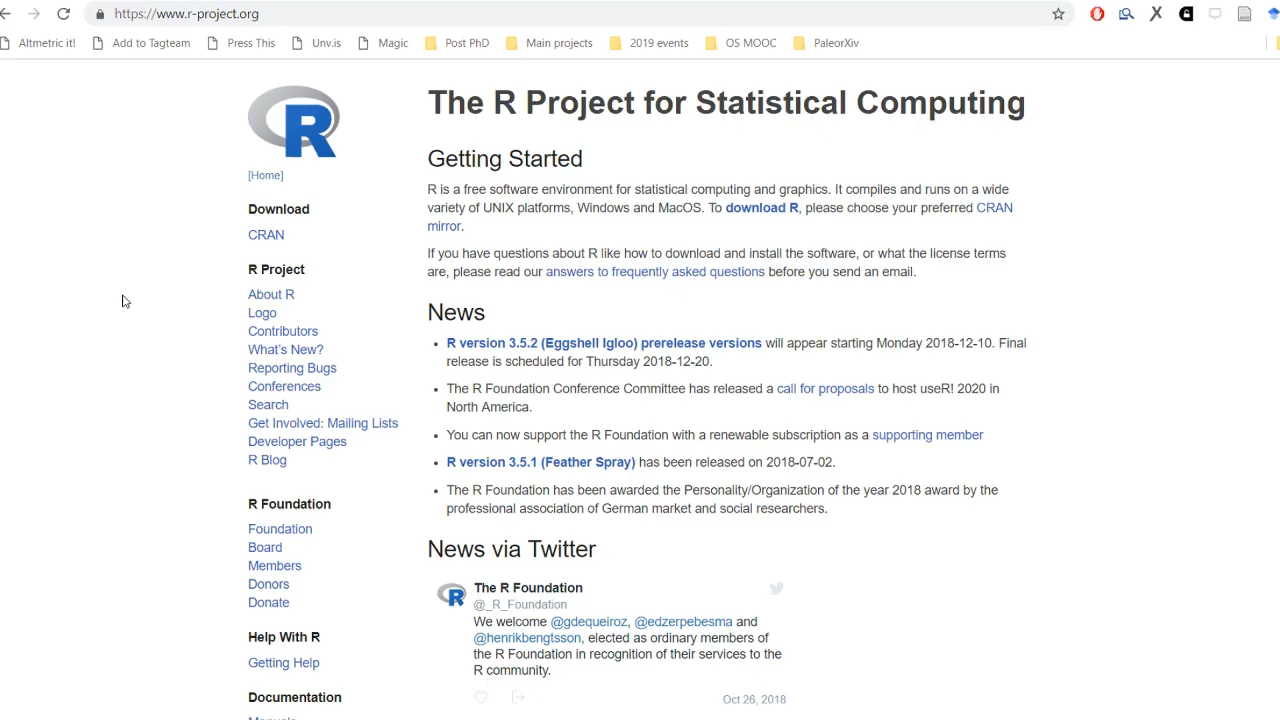 https://www.r-project.org
Altmetric it!
Add to Tagteam
Press This
Unv.is
Magic
Post PhD
Main projects
2019 events
OS MOOC
PaleorXiv
R
[Home]
Download
CRAN
R Project
About R
Logo
Contributors
What's New?
Reporting Bugs
Conferences
Search
Get Involved: Mailing Lists
Developer Pages
R Blog
R Foundation
Foundation
Board
Members
Donors
Donate
Help With R
Getting Help
Documentation
Manuals
The R Project for Statistical Computing
Getting Started
R is a free software environment for statistical computing and graphics. It compiles and runs on a wide
variety of UNIX platforms, Windows and MacOS. To download R, please choose your preferred CRAN
mirror.
If you have questions about R like how to download and install the software, or what the license terms
are, please read our answers to frequently asked questions before you send an email.
News
• R version 3.5.2 (Eggshell Igloo) prerelease versions will appear starting Monday 2018-12-10. Final
release is scheduled for Thursday 2018-12-20.
• The R Foundation Conference Committee has released a call for proposals to host useR! 2020 in
North America.
• You can now support the R Foundation with a renewable subscription as a supporting member
• R version 3.5.1 (Feather Spray) has been released on 2018-07-02.
• The R Foundation has been awarded the Personality/Organization of the year 2018 award by the
professional association of German market and social researchers.
News via Twitter
R
The R Foundation
@_R_Foundation
We welcome @gdequeiroz, @edzerpebesma and
@henrikbengtsson, elected as ordinary members of
the R Foundation in recognition of their services to the
R community.
Oct 26, 2018